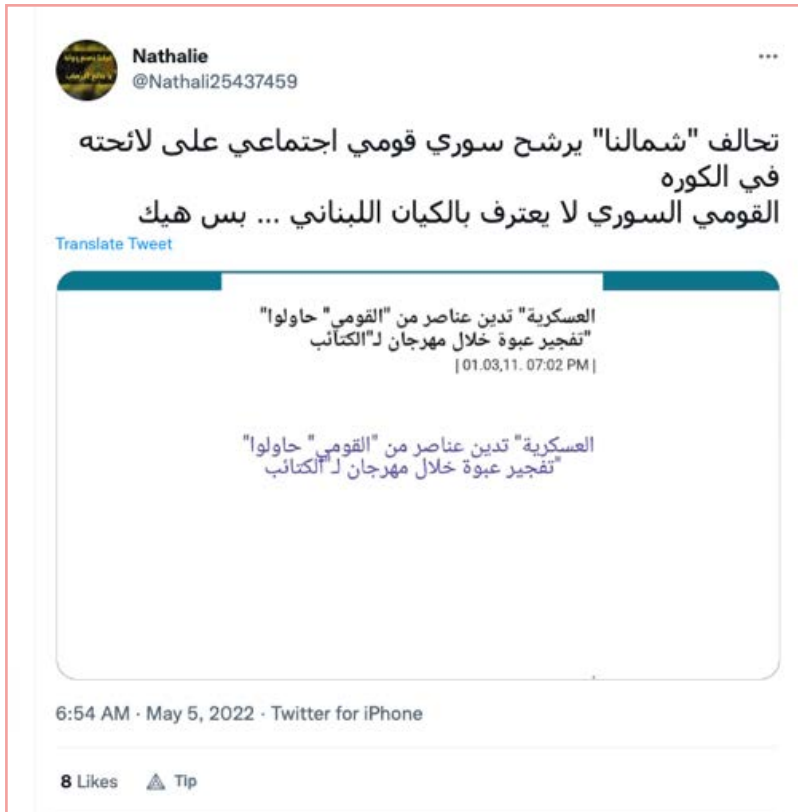 Nathalie
@Nathali25437459
تحالف "شمالنا" يرشح سوري قومي اجتماعي على لائحته
في الكوره
القومي السوري لا يعترف بالكيان اللبناني ... بس هيك
Translate Tweet
العسكرية" تدين عناصر من "القومي" حاولوا"
"تفجير عبوة خلال مهرجان لـ"الكتائب
| 01.03,11. 07:02 PM |
العسكرية" تدين عناصر من "القومي" حاولوا"
"تفجير عبوة خلال مهرجان لـ"الكتائب
6:54 AM · May 5, 2022 · Twitter for iPhone
8 Likes Tip